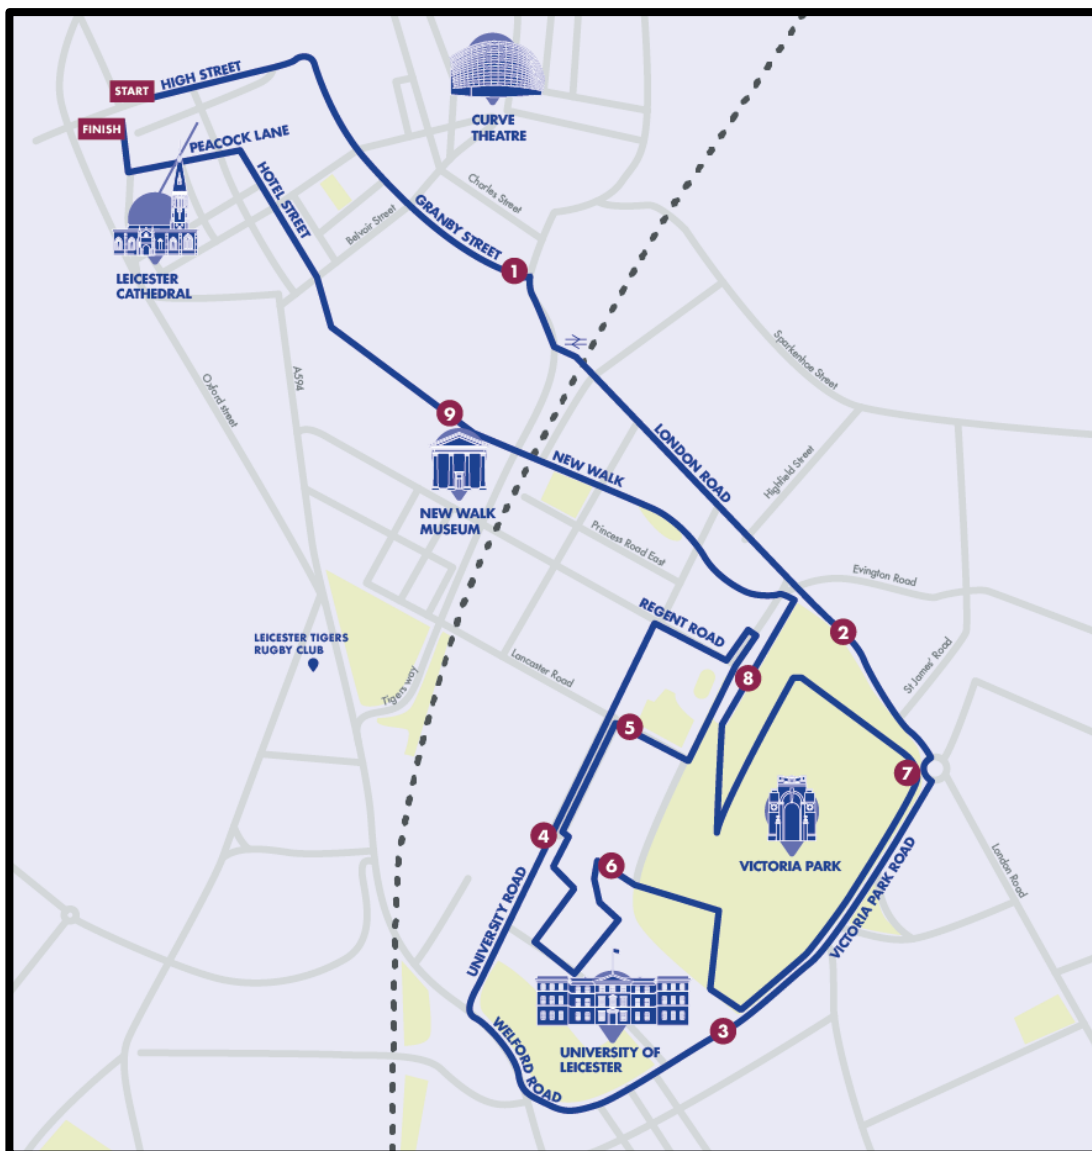 START
HIGH STREET
FINISH
PEACOCK LANE
HOTEL STREET
LEICESTER
CATHEDRAL
CURVE
THEATRE
Charles Street
Belvoir Street
GRANBY STREET
1
A594
Oxford street
Sparkenhoe Street
9
LONDON ROAD
NEW WALK
Highfield Street
NEW WALK
MUSEUM
Princess Road East
Evington Road
REGENT ROAD
2
LEICESTER TIGERS
RUGBY CLUB
Lancaster Road
St James' Road
8
Tigers way
5
7
4
6
VICTORIA PARK
UNIVERSITY ROAD
VICTORIA PARK ROAD
London Road
WELFORD ROAD
3
UNIVERSITY OF
LEICESTER